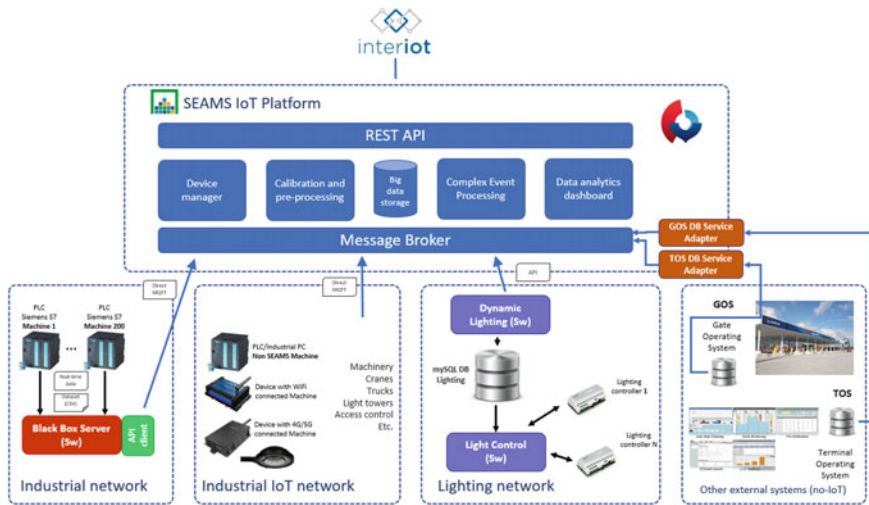 interiot
SEAMS IoT Platform
REST API
Device
manager
Calibration and
pre-processing
Big
data
storage
Complex Event
Processing
Data analytics
dashboard
Message Broker
GOS DB Service
Adapter
TOS DB Service
Adapter
Direct
MQTT
Direct
MQTT
API
PLC
Siemens S7
Machine 1
PLC
Siemens S7
Machine 200
...
Real-time
data
Dataset
(CSV)
Black Box Server
(Sw)
API
client
Industrial network
PLC/Industrial PC
Non SEAMS Machine
Device with WiFi
connected Machine
Device with 4G/5G
connected Machine
Machinery
Cranes
Trucks
Light towers
Access control
Etc.
Industrial IoT network
Dynamic
Lighting (Sw)
mySQL DB
Lighting
Lighting
controller 1
Light Control
(Sw)
Lighting
controller N
Lighting network
GOS
Gate
Operating
System
TOS
Terminal
Operating
System
Other external systems (no-IoT)